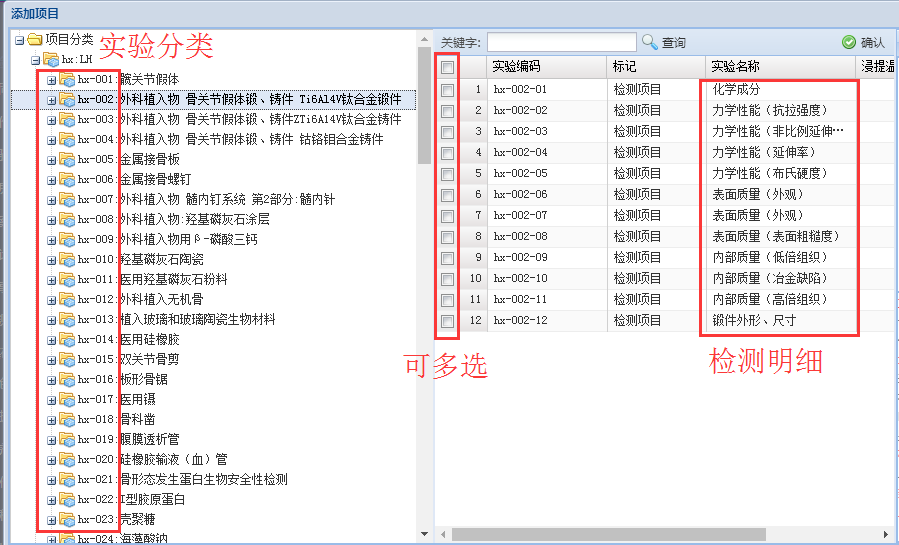 添加项目
项目分类
实验分类
hx:LH
hx-001:髋关节假体
hx-002:外科植入物 骨关节假体锻、铸件 Ti6Al4V钛合金锻件
hx-003:外科植入物 骨关节假体锻、铸件ZTi6Al4V钛合金铸件
hx-004:外科植入物 骨关节假体锻、铸件 钴铬钼合金铸件
hx-005:金属接骨板
hx-006:金属接骨螺钉
hx-007:外科植入物 髓内钉系统 第2部分:髓内针
hx-008:外科植入物:羟基磷灰石涂层
hx-009:外科植入物用β-磷酸三钙
hx-010:羟基磷灰石陶瓷
hx-011:医用羟基磷灰石粉料
hx-012:外科植入无机骨
hx-013:植入玻璃和玻璃陶瓷生物材料
hx-014:医用硅橡胶
hx-015:双关节骨剪
hx-016:板形骨锯
hx-017:医用镊
hx-018:骨科凿
hx-019:腹膜透析管
hx-020:硅橡胶输液（血）管
hx-021:骨形态发生蛋白生物安全性检测
hx-022:I型胶原蛋白
hx-023:壳聚糖
hx-024:海藻酸钠
关键字:
查询
确认
实验编码 标记 实验名称 浸提温
1 hx-002-01 检测项目 化学成分
2 hx-002-02 检测项目 力学性能（抗拉强度）
3 hx-002-03 检测项目 力学性能（非比例延伸…
4 hx-002-04 检测项目 力学性能（延伸率）
5 hx-002-05 检测项目 力学性能（布氏硬度）
6 hx-002-06 检测项目 表面质量（外观）
7 hx-002-07 检测项目 表面质量（外观）
8 hx-002-08 检测项目 表面质量（表面粗糙度）
9 hx-002-09 检测项目 内部质量（低倍组织）
10 hx-002-10 检测项目 内部质量（冶金缺陷）
11 hx-002-11 检测项目 内部质量（高倍组织）
12 hx-002-12 检测项目 锻件外形、尺寸
可多选
检测明细